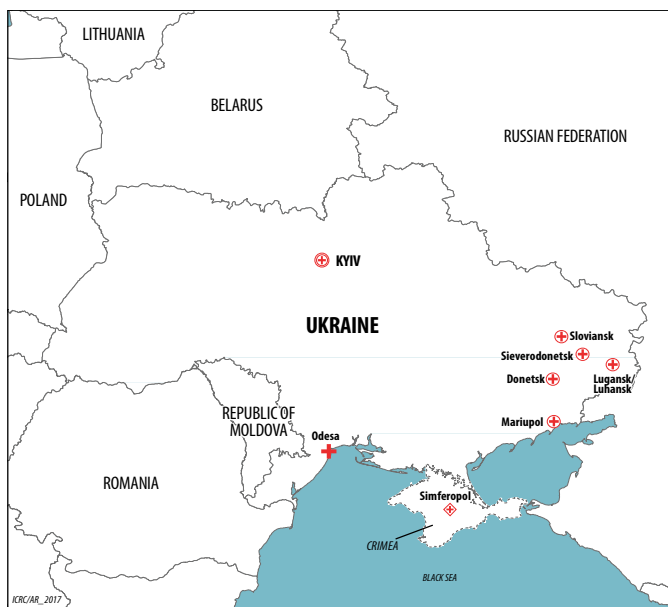 LITHUANIA
BELARUS
RUSSIAN FEDERATION
POLAND
KYIV
UKRAINE
Sloviansk
Sieverodonetsk
Donetsk
Lugansk/
Luhansk
Mariupol
REPUBLIC OF
MOLDOVA
Odesa
ROMANIA
Simferopol
CRIMEA
BLACK SEA
ICRC/AR_2017